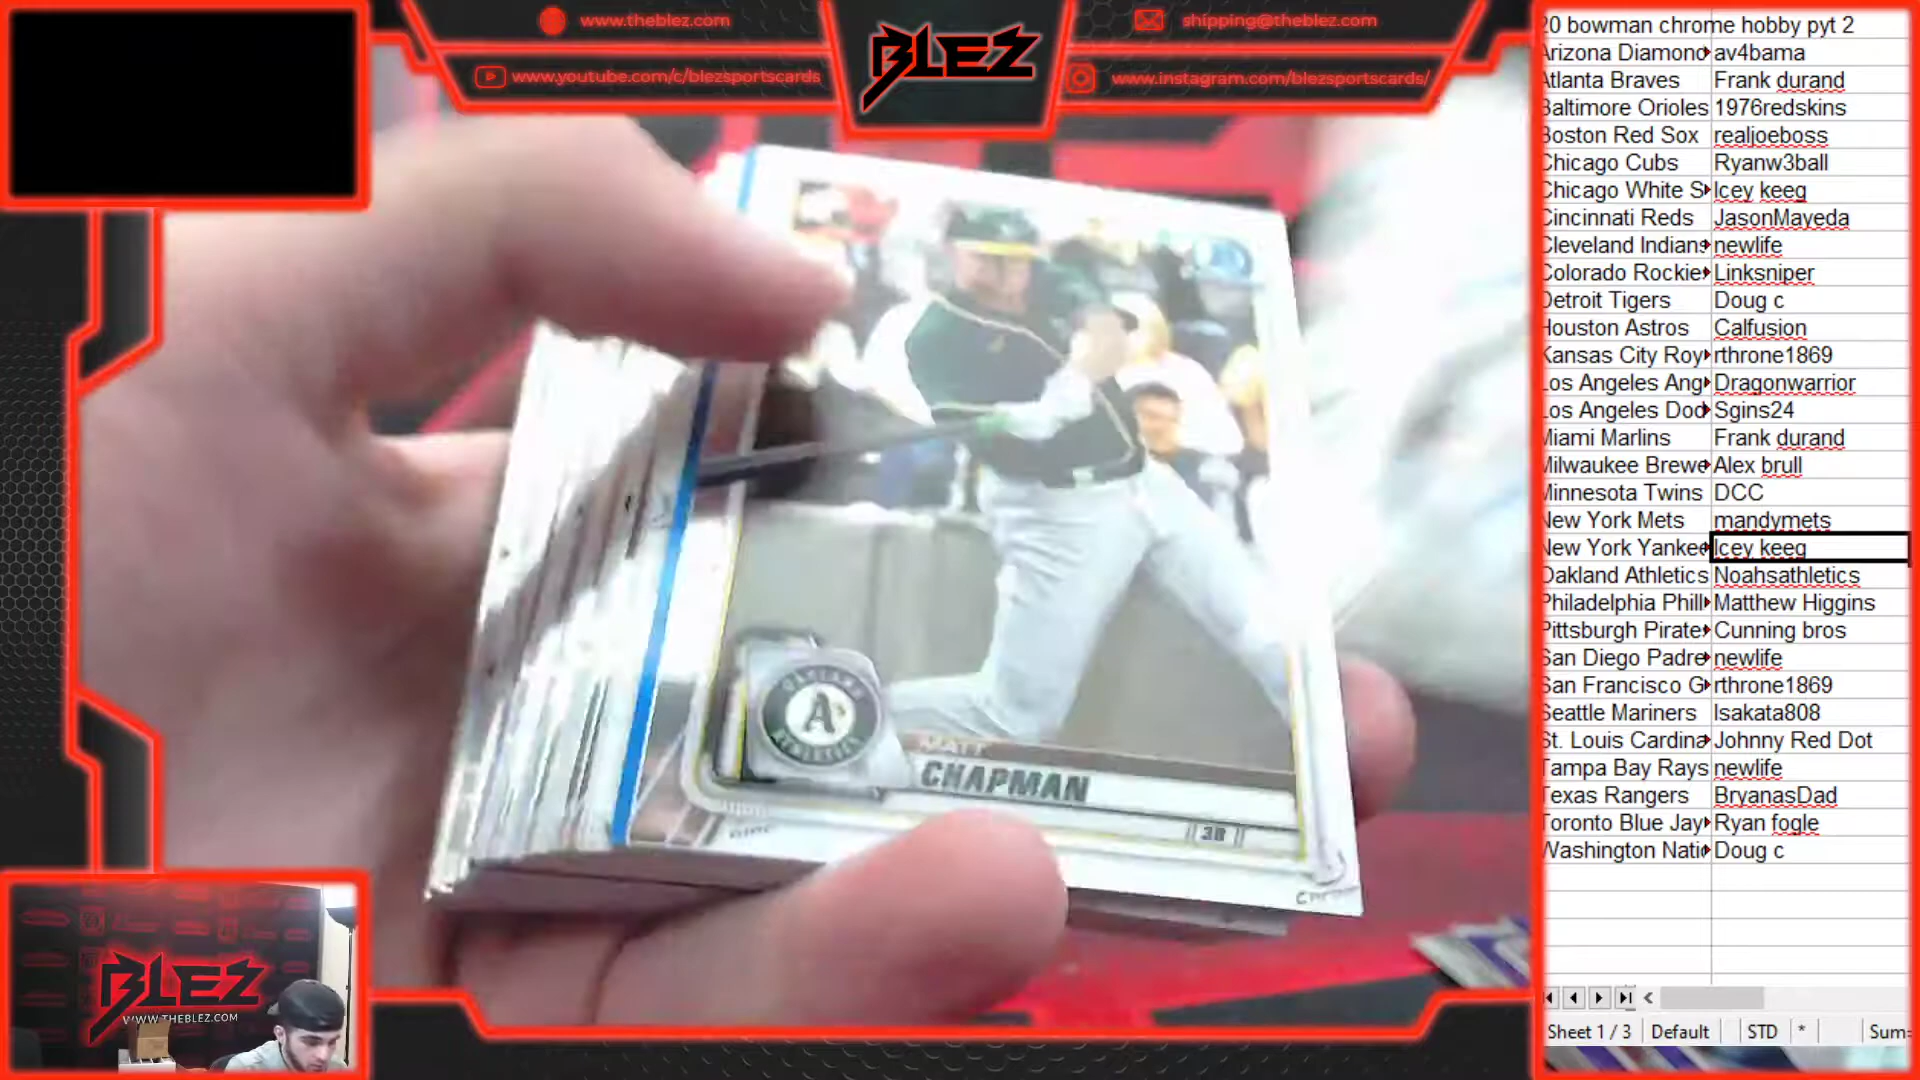 www.theblez.com
www.youtube.com/c/blezsportscards
BLEZ
shipping@theblez.com
www.instagram.com/blezsportscards/
OAKLAND
A's
ATHLETICS
MATT
CHAPMAN
3B
BLEZ
WWW.THEBLEZ.COM
20 bowman chrome hobby pyt 2
Arizona Diamond av4bama
Atlanta Braves Frank durand
Baltimore Orioles 1976redskins
Boston Red Sox realjoeboss
Chicago Cubs Ryanw3ball
Chicago White S Icey keeg
Cincinnati Reds JasonMayeda
Cleveland Indians newlife
Colorado Rockie Linksniper
Detroit Tigers Doug c
Houston Astros Calfusion
Kansas City Roy rthrone1869
Los Angeles Ang Dragonwarrior
Los Angeles Dod Sgins24
Miami Marlins Frank durand
Milwaukee Brewe Alex brull
Minnesota Twins DCC
New York Mets mandymets
New York Yankee Icey keeg
Oakland Athletics Noahsathletics
Philadelphia Phill Matthew Higgins
Pittsburgh Pirate Cunning bros
San Diego Padre newlife
San Francisco G rthrone1869
Seattle Mariners Isakata808
St. Louis Cardina Johnny Red Dot
Tampa Bay Rays newlife
Texas Rangers BryanasDad
Toronto Blue Jay Ryan fogle
Washington Nati Doug c
Sheet 1 / 3 Default STD * Sum=